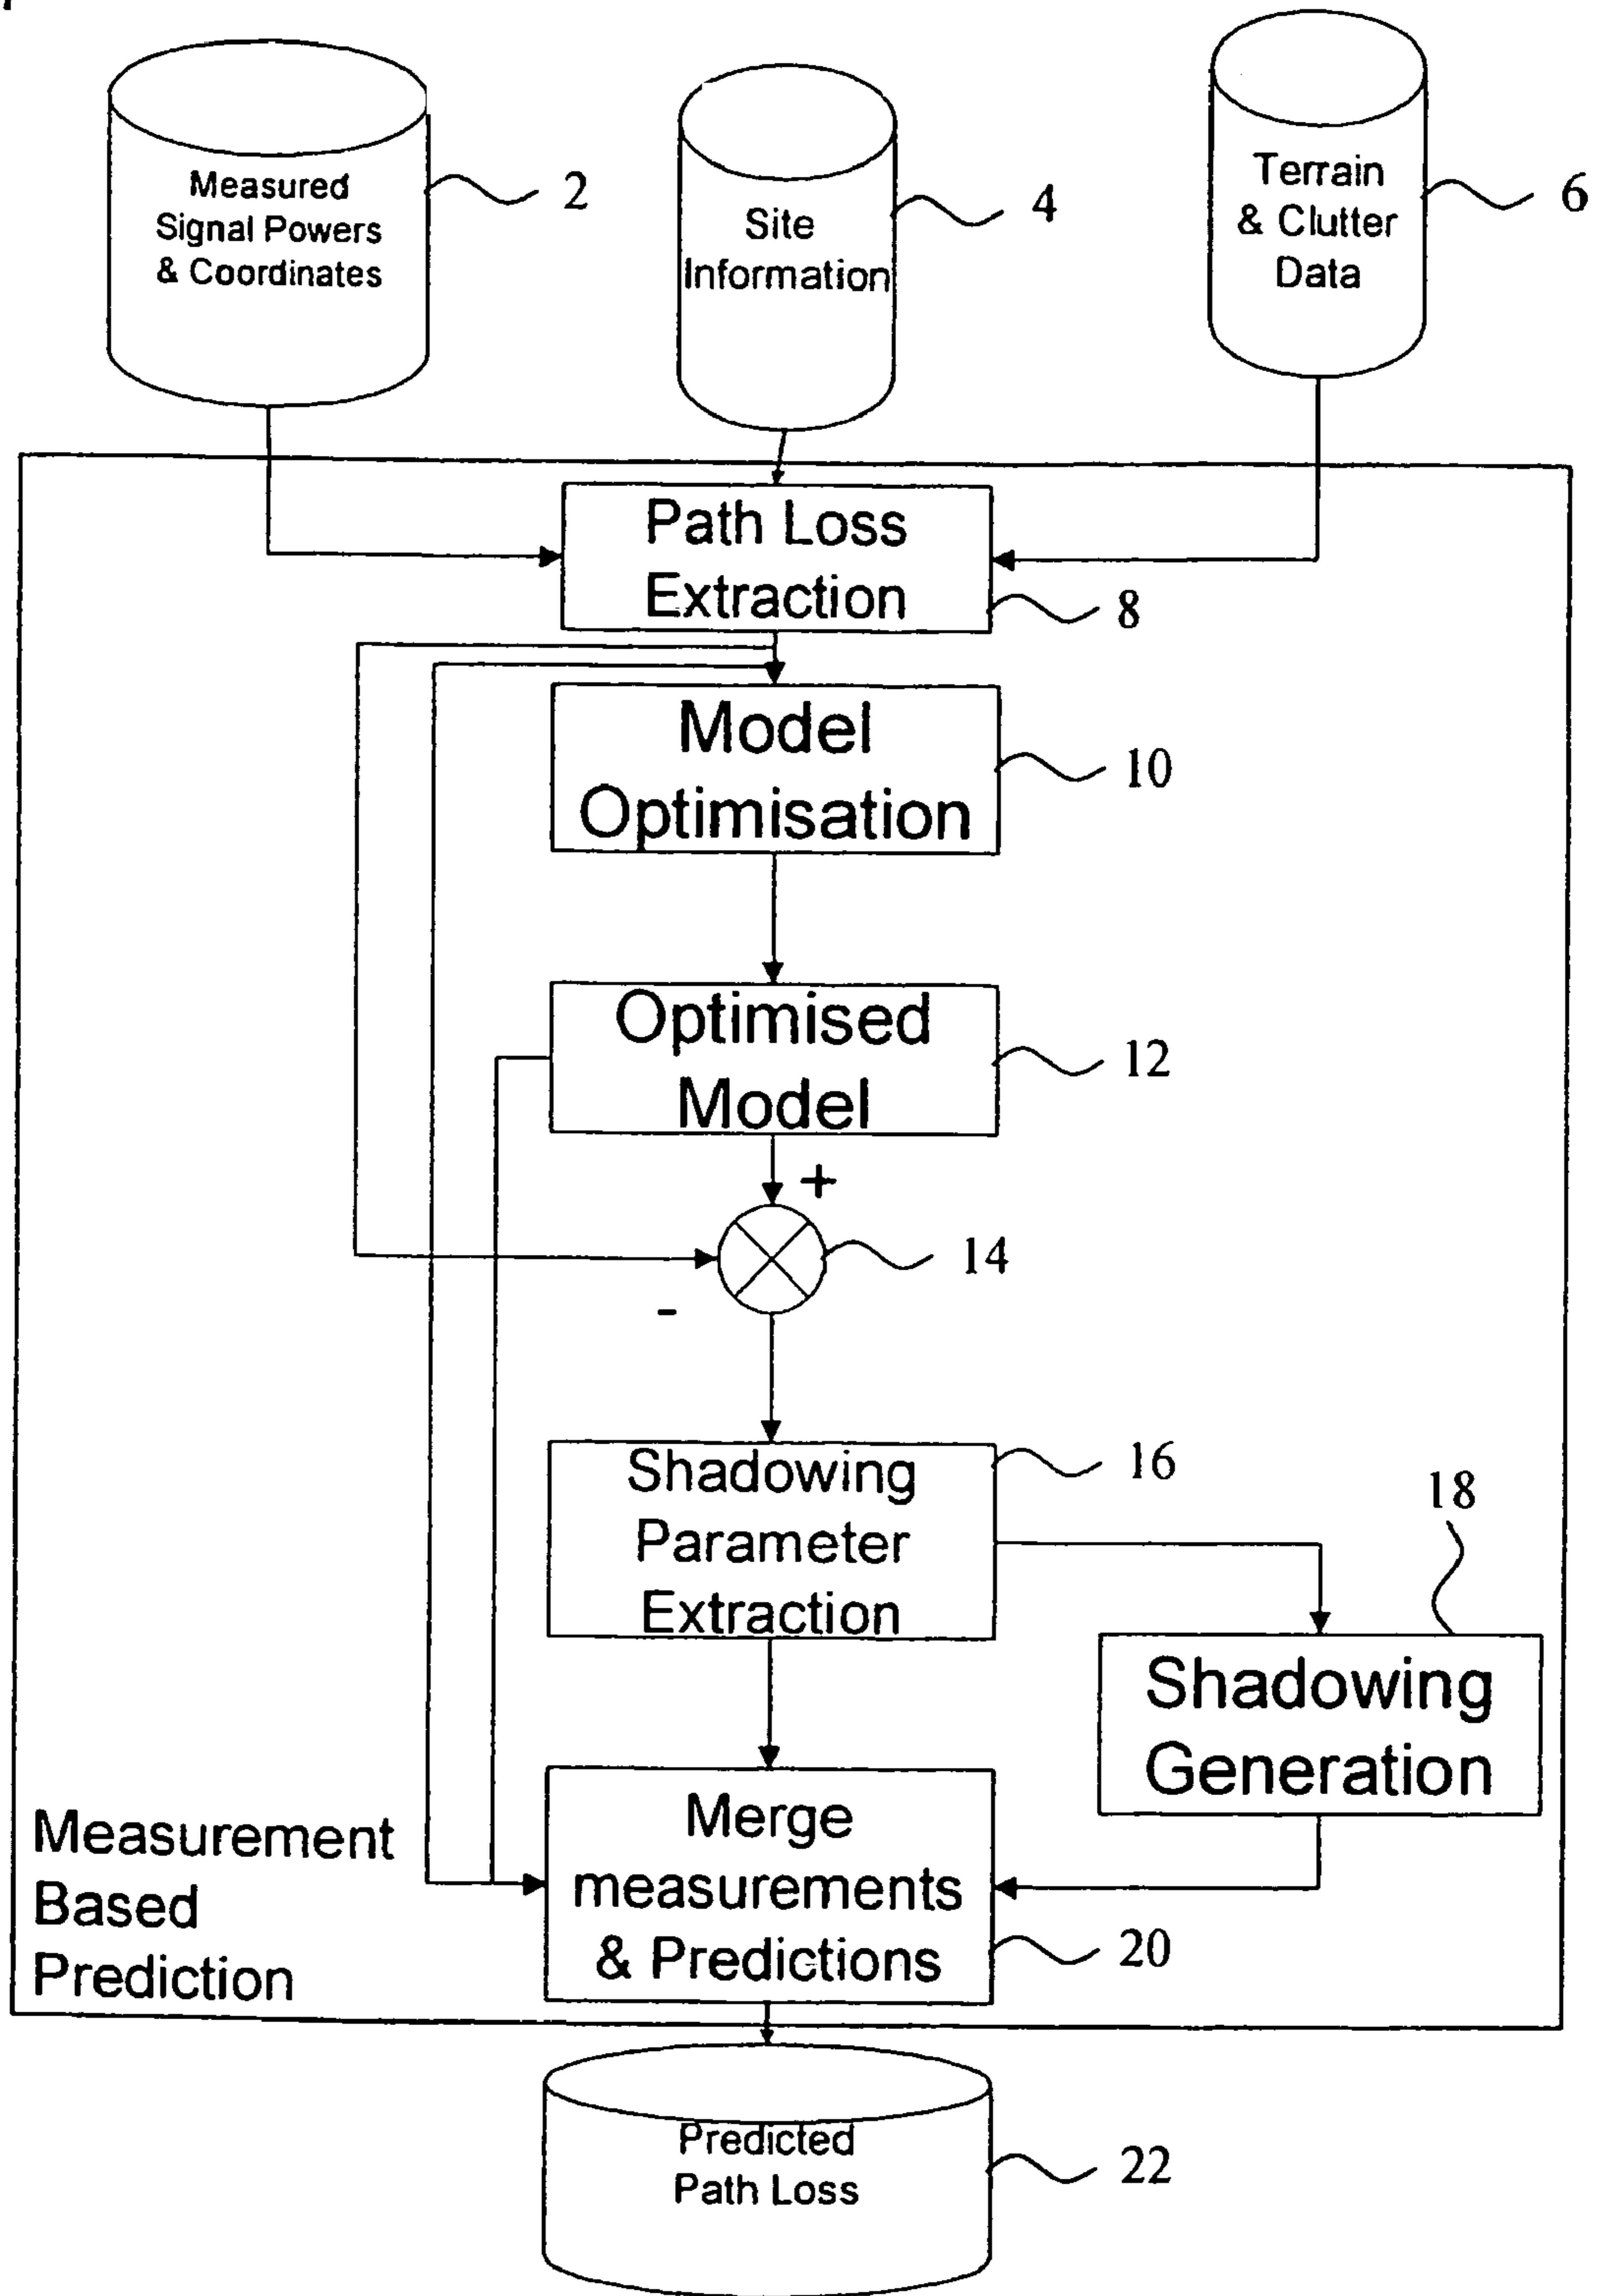 Measured
Signal Powers
& Coordinates
2
Site
Information
4
Terrain
& Clutter
Data
6
Path Loss
Extraction
8
Model
Optimisation
10
Optimised
Model
12
+
14
-
Shadowing
Parameter
Extraction
16
18
Shadowing
Generation
Merge
measurements
& Predictions
20
Measurement
Based
Prediction
Predicted
Path Loss
22